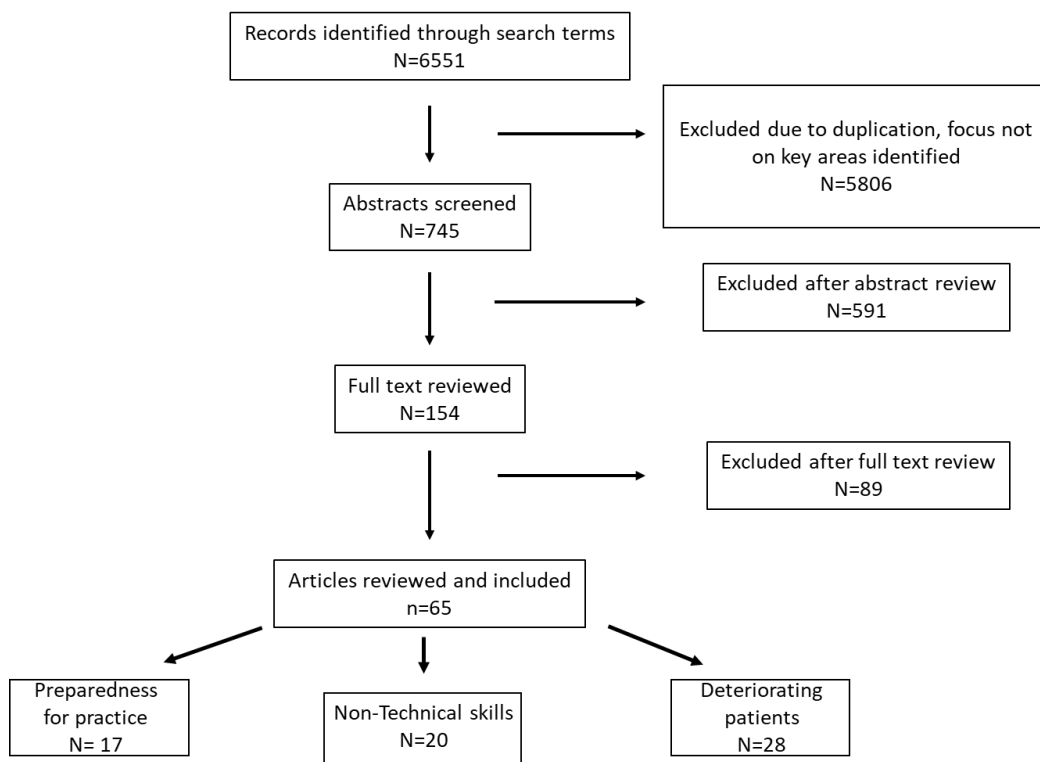 Records identified through search terms
N=6551
Excluded due to duplication, focus not
on key areas identified
N=5806
Abstracts screened
N=745
Excluded after abstract review
N=591
Full text reviewed
N=154
Excluded after full text review
N=89
Articles reviewed and included
n=65
Preparedness
for practice
N= 17
Non-Technical skills
N=20
Deteriorating
patients
N=28